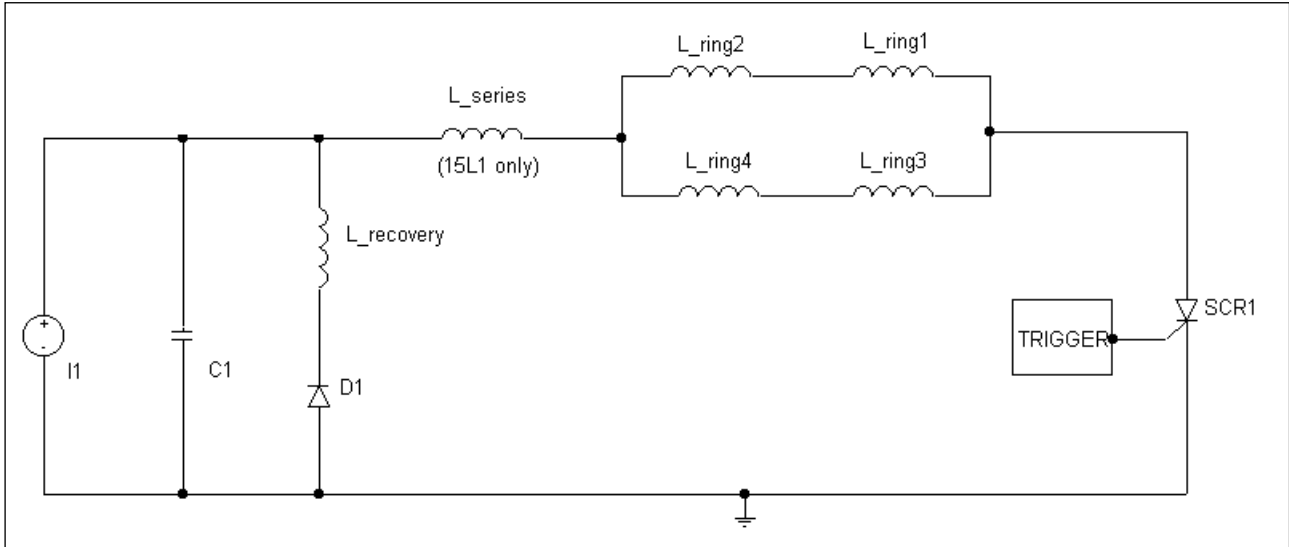 L_ring2
L_ring1
L_series
(15L1 only)
L_ring4
L_ring3
L_recovery
+
-
I1
C1
D1
TRIGGER
SCR1